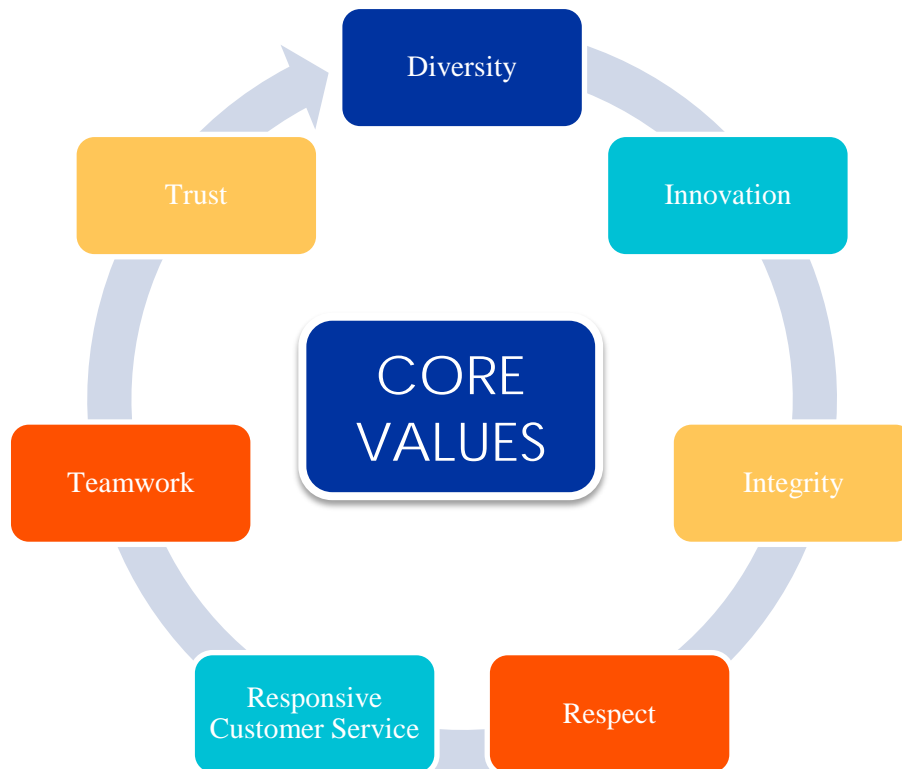 Diversity
Innovation
Integrity
Respect
Responsive
Customer Service
Teamwork
Trust
CORE
VALUES